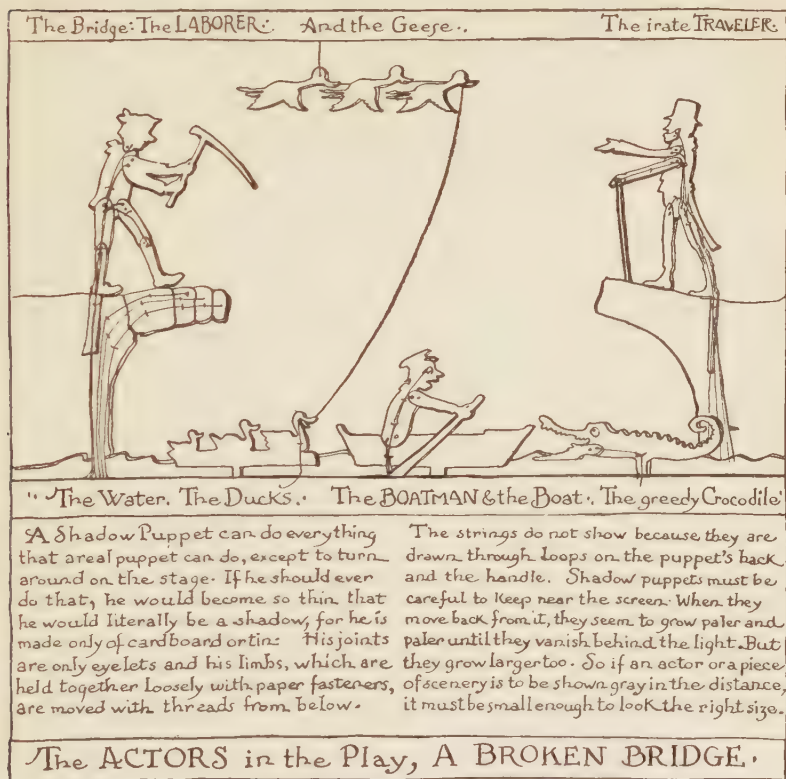 The Bridge: The LABORER:. And the Geese.. The irate TRAVELER:
" The Water. The Ducks.. The BOATMAN & the Boat.. The greedy Crocodile'
A Shadow Puppet can do everything
that a real puppet can do, except to turn
around on the stage. If he should ever
do that, he would become so thin that
he would literally be a shadow, for he is
made only of cardboard or tin: His joints
are only eyelets and his limbs, which are
held together loosely with paper fasteners,
are moved with threads from below.
The strings do not show because they are
drawn through loops on the puppet's back
and the handle. Shadow puppets must be
careful to keep near the screen. When they
move back from it, they seem to grow paler and
paler until they vanish behind the light. But
they grow larger too. So if an actor or a piece
of scenery is to be shown gray in the distance,
it must be small enough to look the right size.
The ACTORS in the Play, A BROKEN BRIDGE.